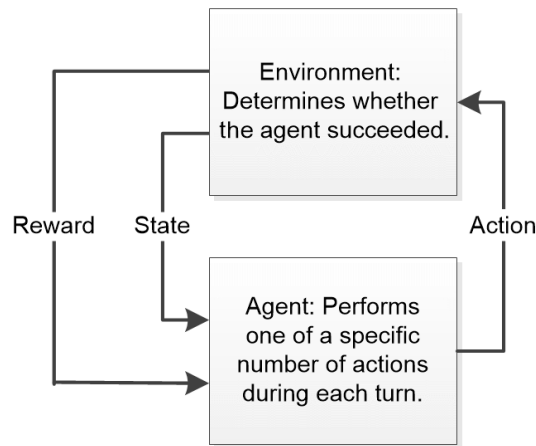 Environment:
Determines whether
the agent succeeded.
Reward
State
Action
Agent: Performs
one of a specific
number of actions
during each turn.